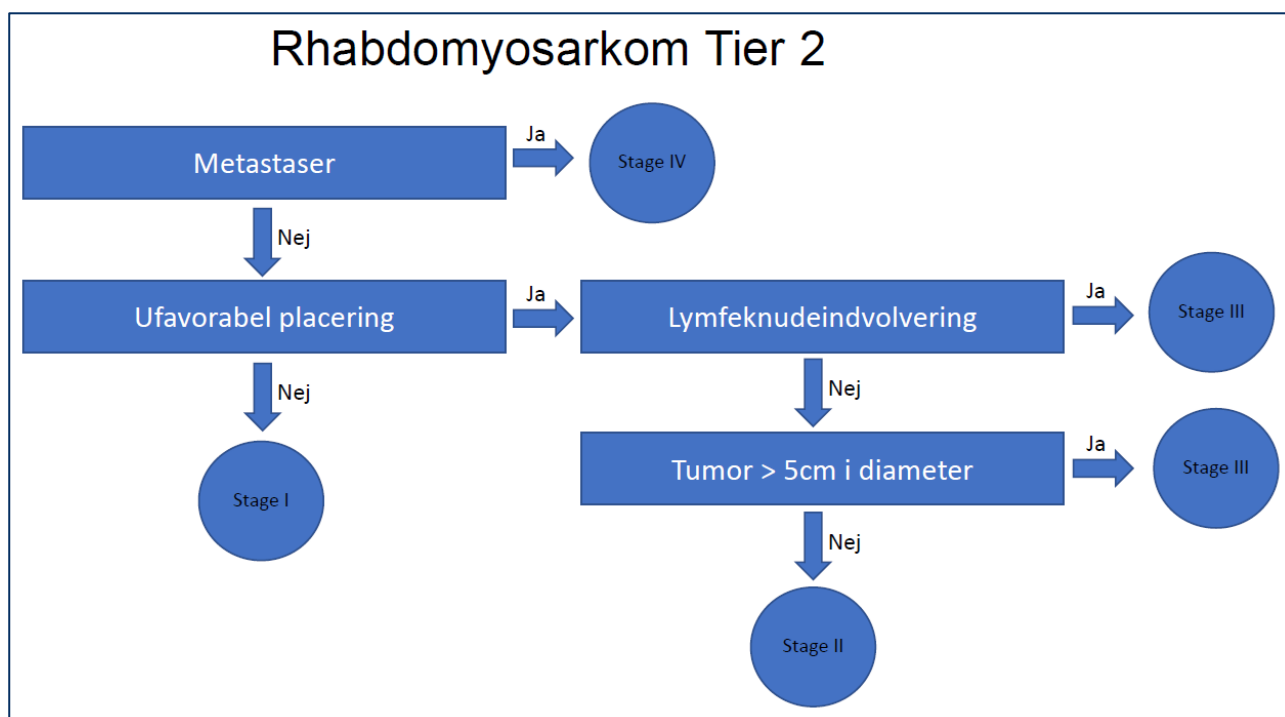 Rhabdomyosarkom Tier 2
Metastaser
Ja
Stage IV
Nej
Ufavorabel placering
Ja
Lymfeknudeindvolvering
Ja
Stage III
Nej
Nej
Stage I
Tumor > 5cm i diameter
Ja
Stage III
Nej
Stage II